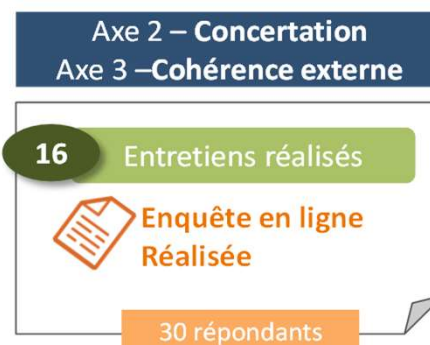 Axe 2 – Concertation
Axe 3 –Cohérence externe
16 Entretiens réalisés
Enquête en ligne
Réalisée
30 répondants